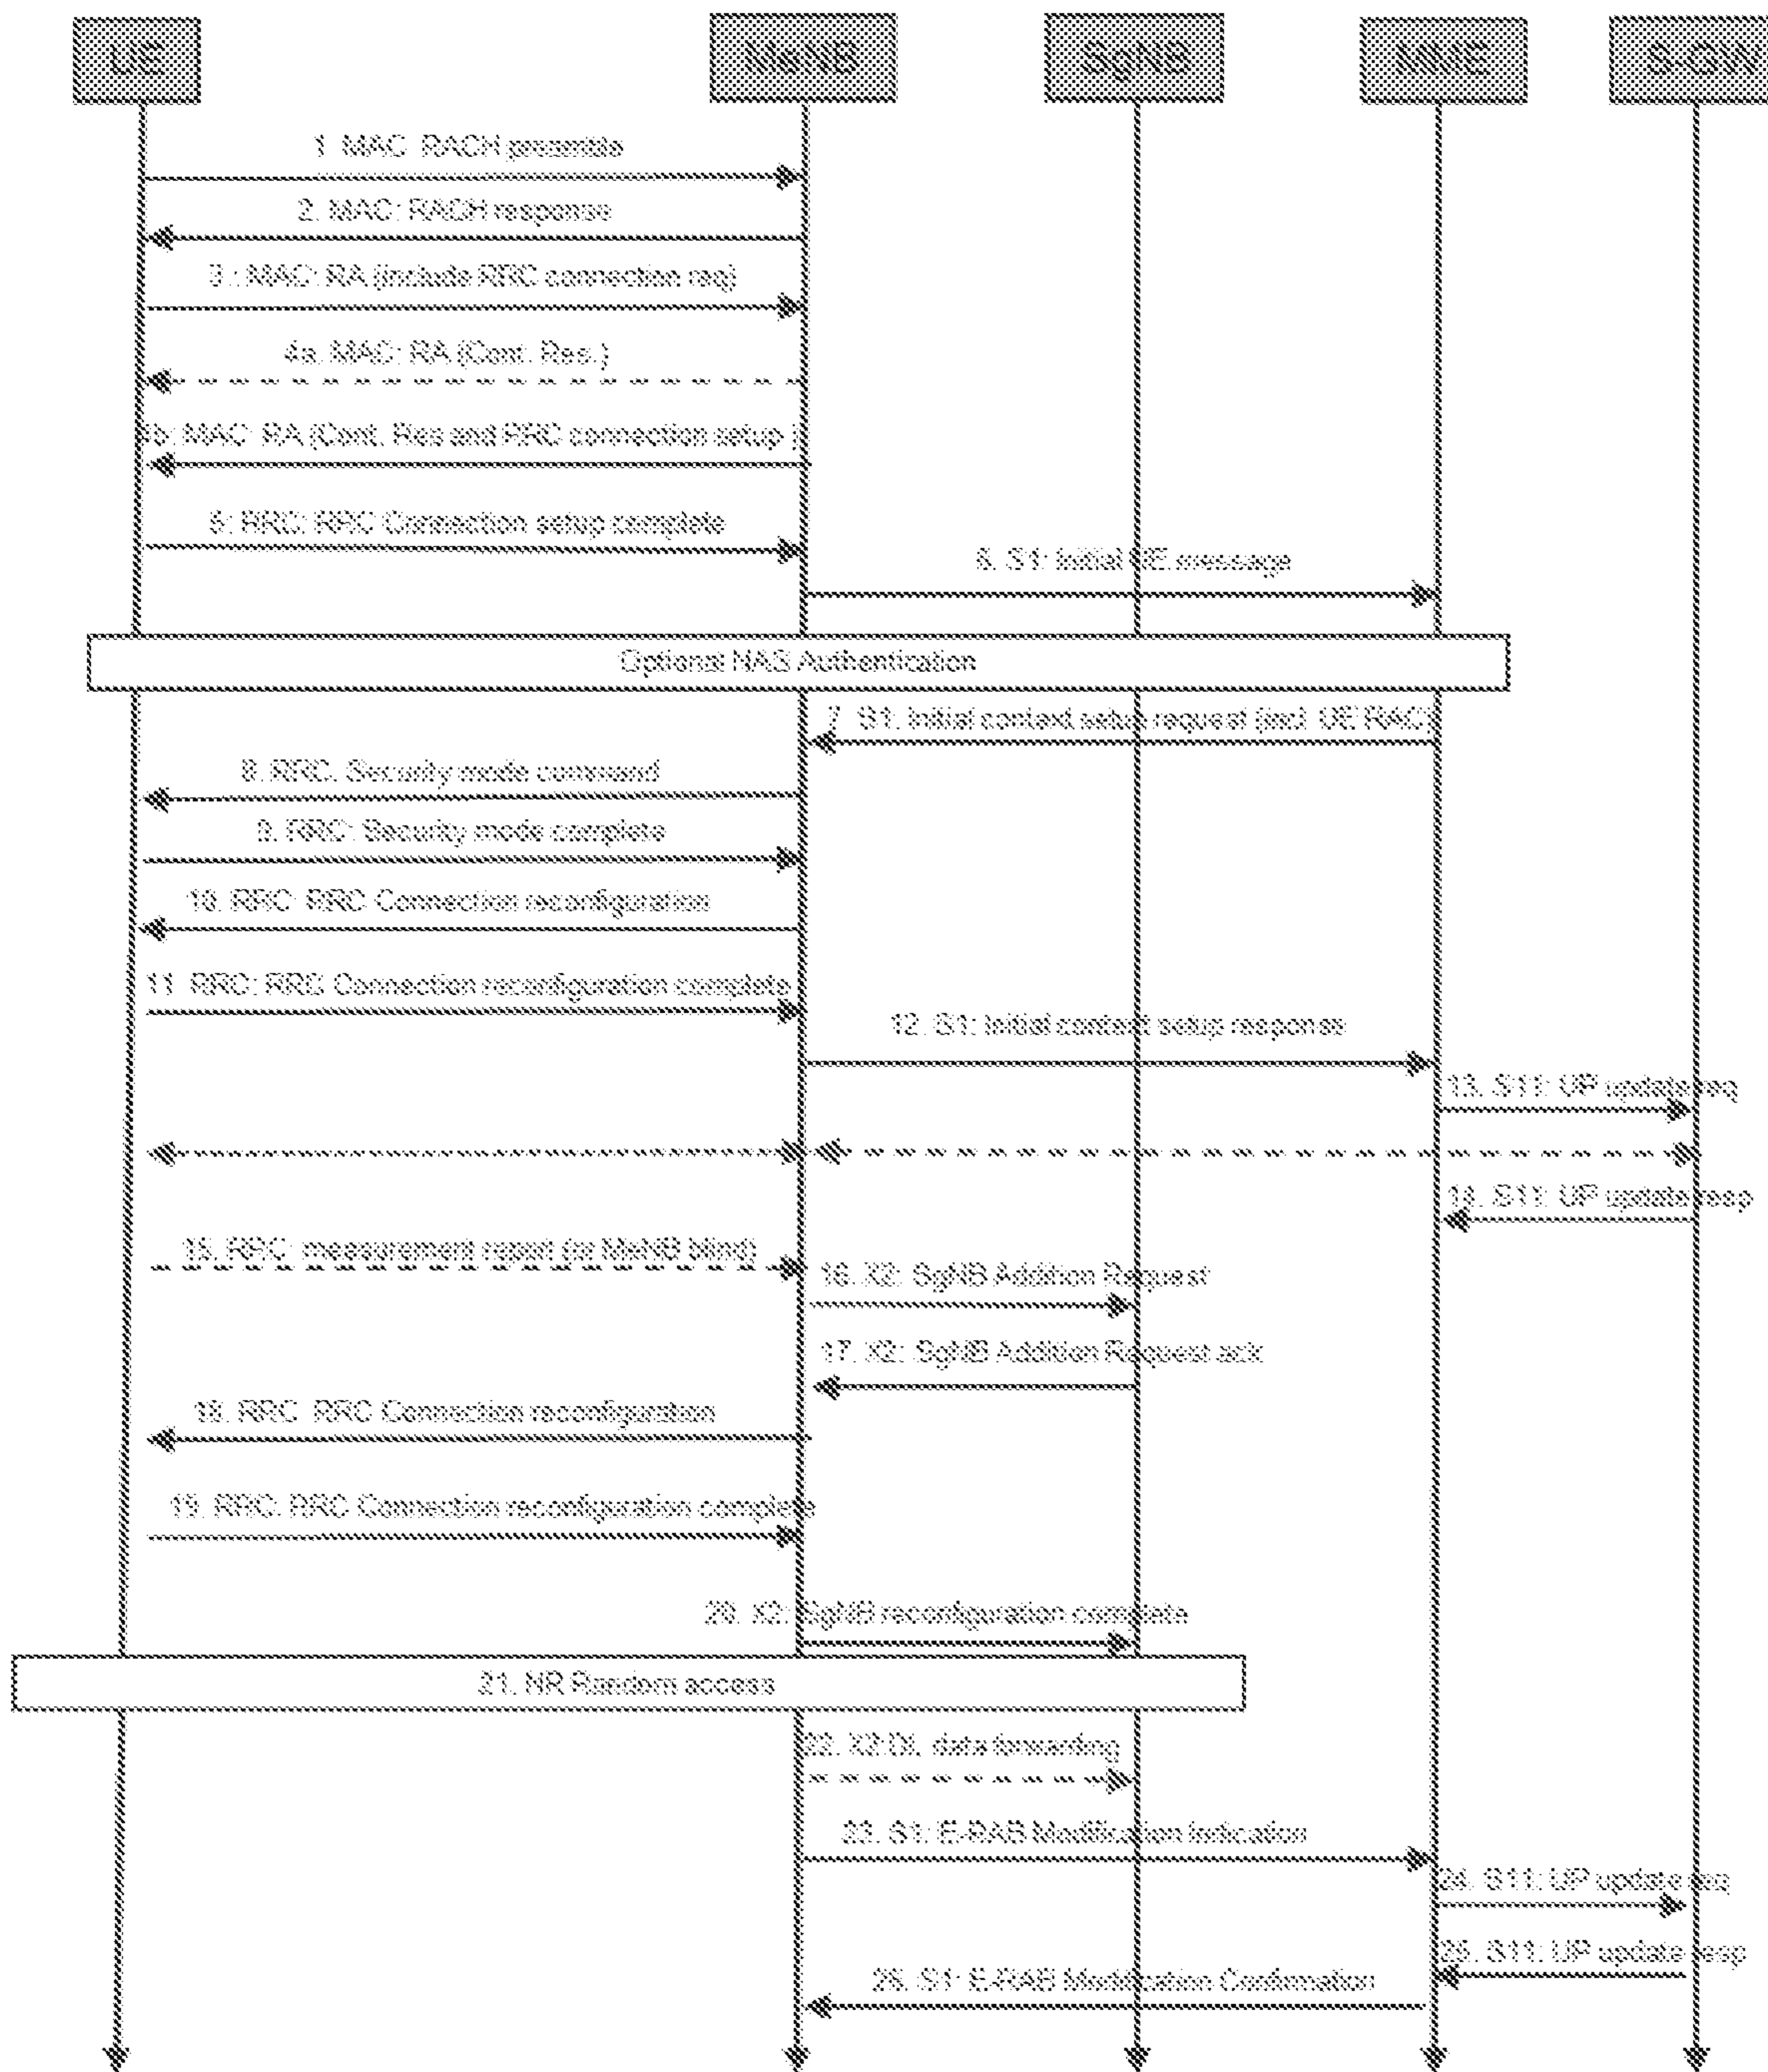 UE
MeNB
SgNB
MME
S-GW
1. MAC: RACH preamble
2. MAC: RACH response
3.: MAC: RA (include RRC connection req)
4a. MAC: RA (Cont. Res.)
4b: MAC: RA (Cont. Res and RRC connection setup )
5: RRC: RRC Connection setup complete
6. S1: Initial UE message
Optional NAS Authentication
7. S1: Initial context setup request (incl. UE RAC)
8. RRC: Security mode command
9. RRC: Security mode complete
10. RRC: RRC Connection reconfiguration
11. RRC: RRC Connection reconfiguration complete
12. S1: Initial context setup response
13. S11: UP update req
14. S11: UP update resp
15. RRC: measurement report (or MeNB blind)
16. X2: SgNB Addition Request
17. X2: SgNB Addition Request ack
18. RRC: RRC Connection reconfiguration
19. RRC: RRC Connection reconfiguration complete
20. X2: SgNB reconfiguration complete
21. NR Random access
22. X2:DL data forwarding
23. S1: E-RAB Modification Indication
24. S11: UP update req
25. S11: UP update resp
26. S1: E-RAB Modification Confirmation